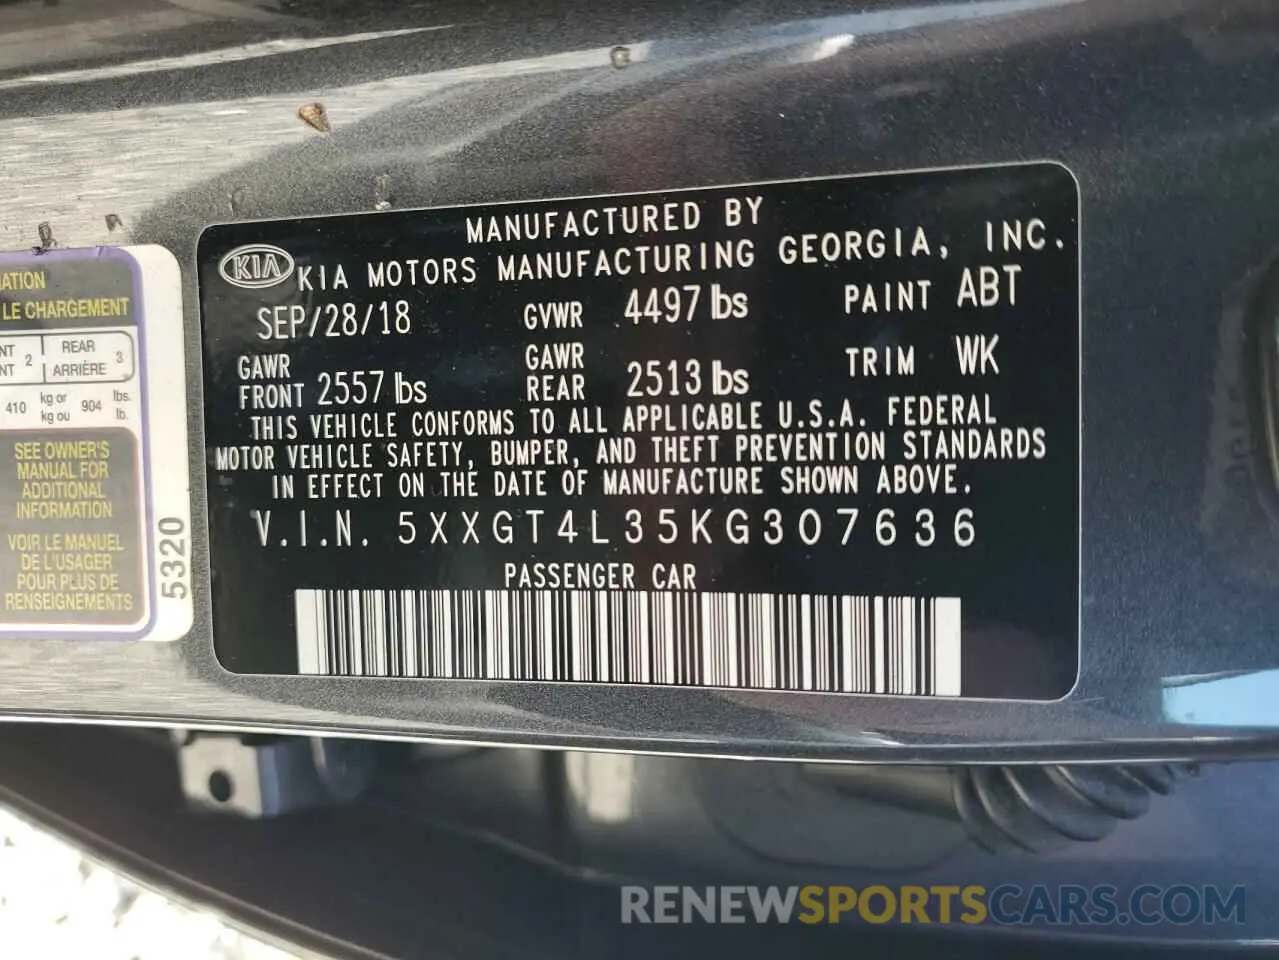 MANUFACTURED BY
KIA KIA MOTORS MANUFACTURING GEORGIA, INC.
SEP/28/18 GVWR 4497 lbs PAINT ABT
GAWR FRONT 2557 lbs GAWR REAR 2513 lbs TRIM WK
THIS VEHICLE CONFORMS TO ALL APPLICABLE U.S.A. FEDERAL
MOTOR VEHICLE SAFETY, BUMPER, AND THEFT PREVENTION STANDARDS
IN EFFECT ON THE DATE OF MANUFACTURE SHOWN ABOVE.
V.I.N. 5XXGT4L35KG307636
PASSENGER CAR
LE CHARGEMENT
2 REAR ARRIÈRE 3
410 kg or kg ou 904 lbs. lb.
SEE OWNER'S
MANUAL FOR
ADDITIONAL
INFORMATION
VOIR LE MANUEL
DE L'USAGER
POUR PLUS DE
RENSEIGNEMENTS
5320
RENEWSPORTSCARS.COM